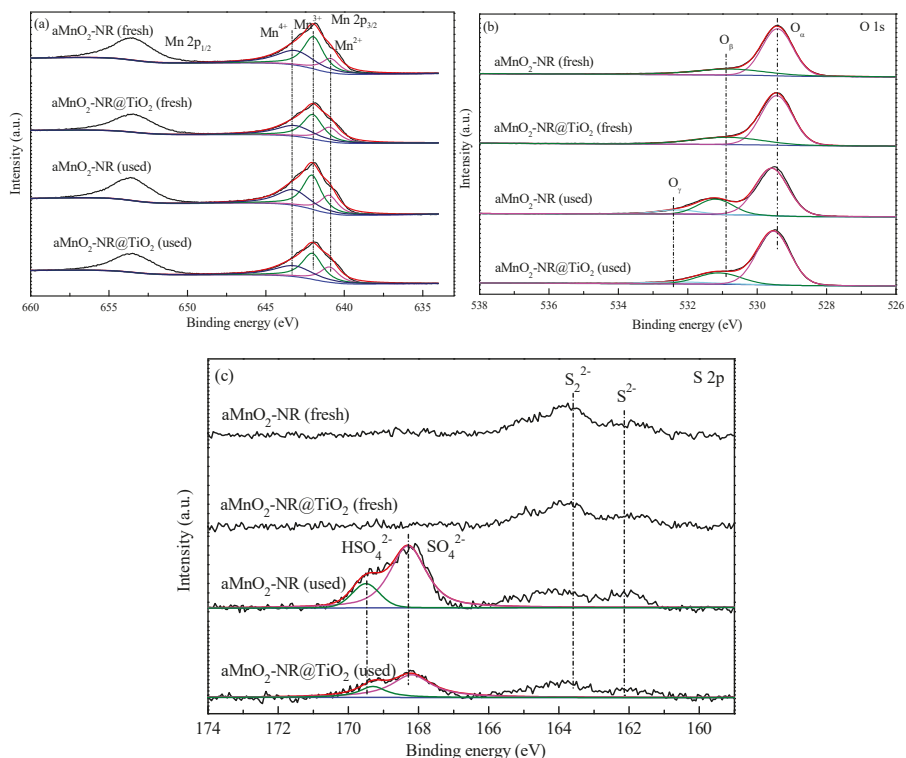 (a)
Mn⁴⁺ Mn³⁺ Mn 2p₃/₂
aMnO₂-NR (fresh)
Mn 2p₁/₂
Mn²⁺
aMnO₂-NR@TiO₂ (fresh)
aMnO₂-NR (used)
aMnO₂-NR@TiO₂ (used)
Intensity (a.u.)
660 655 650 645 640 635
Binding energy (eV)
(b)
O 1s
O_β
O_α
aMnO₂-NR (fresh)
aMnO₂-NR@TiO₂ (fresh)
O_γ
aMnO₂-NR (used)
aMnO₂-NR@TiO₂ (used)
Intensity (a.u.)
538 536 534 532 530 528 526
Binding energy (eV)
(c)
S 2p
S₂²⁻
S²⁻
aMnO₂-NR (fresh)
aMnO₂-NR@TiO₂ (fresh)
HSO₄²⁻
SO₄²⁻
aMnO₂-NR (used)
aMnO₂-NR@TiO₂ (used)
Intensity (a.u.)
174 172 170 168 166 164 162 160
Binding energy (eV)